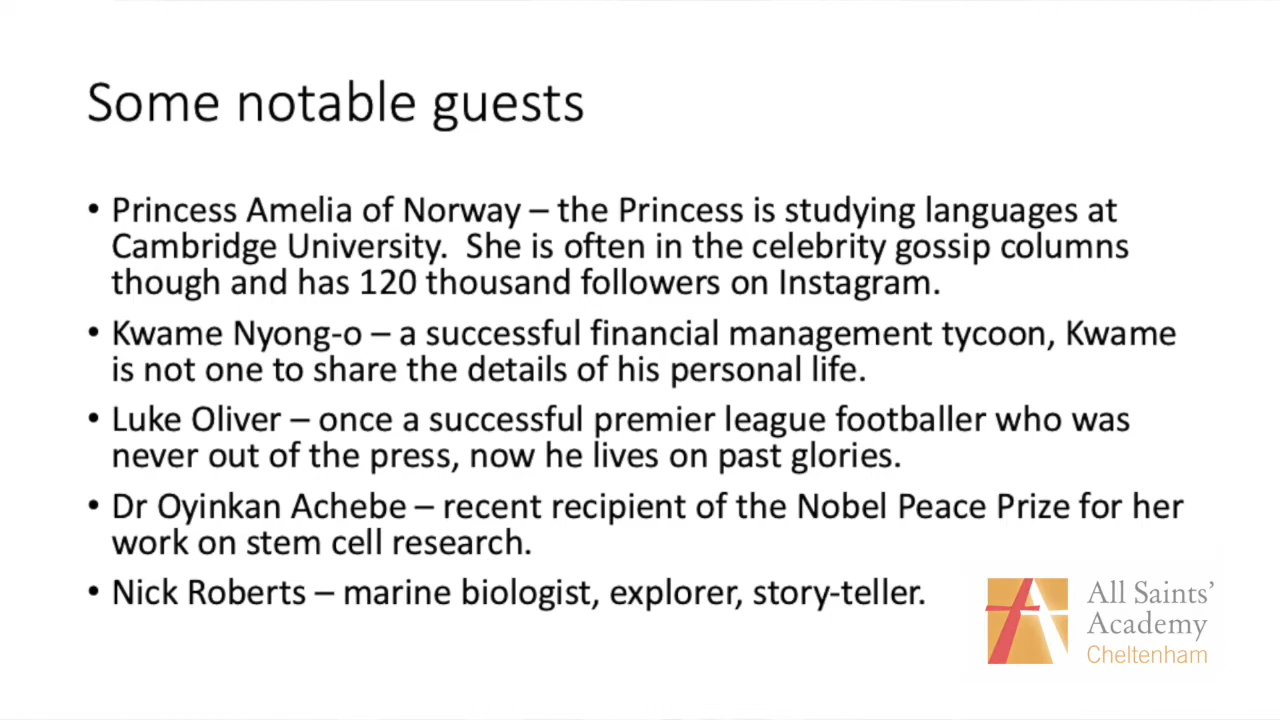 Some notable guests
• Princess Amelia of Norway – the Princess is studying languages at
Cambridge University.  She is often in the celebrity gossip columns
though and has 120 thousand followers on Instagram.
• Kwame Nyong-o – a successful financial management tycoon, Kwame
is not one to share the details of his personal life.
• Luke Oliver – once a successful premier league footballer who was
never out of the press, now he lives on past glories.
• Dr Oyinkan Achebe – recent recipient of the Nobel Peace Prize for her
work on stem cell research.
• Nick Roberts – marine biologist, explorer, story-teller.
All Saints’
Academy
Cheltenham